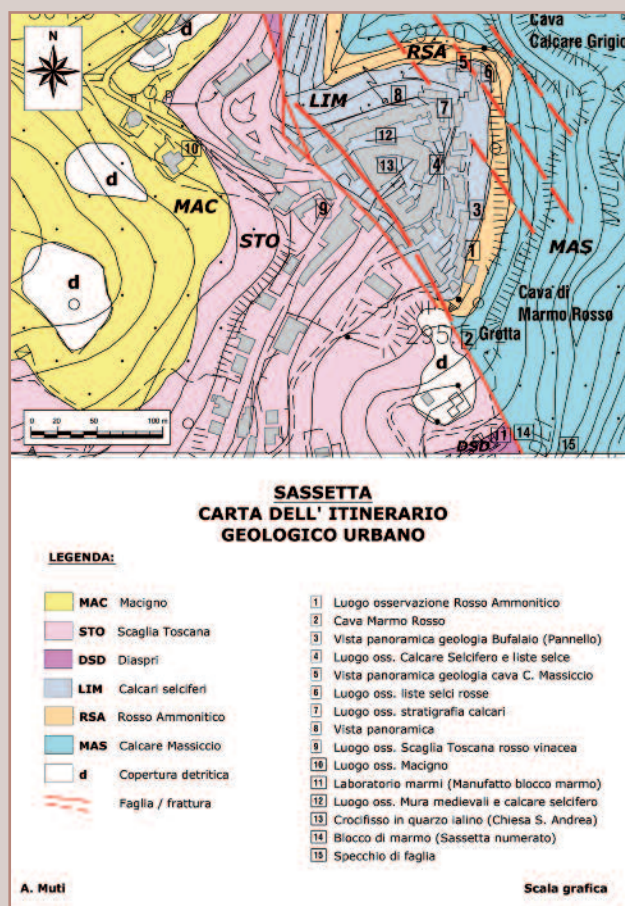 N
d
Cava
Calcare Grigio
RSA
5
6
LIM
8
7
12
10
13
4
d
MAC
9
3
STO
MAS
1
d
Cava di
Marmo Rosso
295
2
Grotta
d
0 20 50 100 m
DSD
11
14
15
SASSETTA
CARTA DELL' ITINERARIO
GEOLOGICO URBANO
LEGENDA:
MAC Macigno
STO Scaglia Toscana
DSD Diaspri
LIM Calcari selciferi
RSA Rosso Ammonitico
MAS Calcare Massiccio
d Copertura detritica
Faglia / frattura
1 Luogo osservazione Rosso Ammonitico
2 Cava Marmo Rosso
3 Vista panoramica geologia Bufalaio (Pannello)
4 Luogo oss. Calcare Selcifero e liste selce
5 Vista panoramica geologia cava C. Massiccio
6 Luogo oss. liste selci rosse
7 Luogo oss. stratigrafia calcari
8 Vista panoramica
9 Luogo oss. Scaglia Toscana rosso vinacea
10 Luogo oss. Macigno
11 Laboratorio marmi (Manufatto blocco marmo)
12 Luogo oss. Mura medievali e calcare selcifero
13 Crocifisso in quarzo ialino (Chiesa S. Andrea)
14 Blocco di marmo (Sassetta numerato)
15 Specchio di faglia
A. Muti
Scala grafica